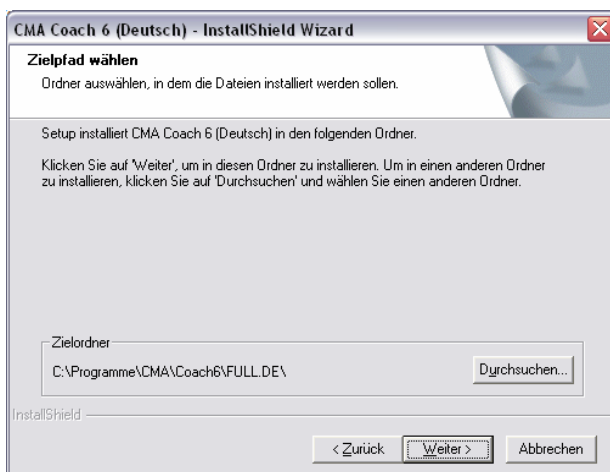 CMA Coach 6 (Deutsch) - InstallShield Wizard
Zielpfad wählen
Ordner auswählen, in dem die Dateien installiert werden sollen.
Setup installiert CMA Coach 6 (Deutsch) in den folgenden Ordner.
Klicken Sie auf 'Weiter', um in diesen Ordner zu installieren. Um in einen anderen Ordner
zu installieren, klicken Sie auf 'Durchsuchen' und wählen Sie einen anderen Ordner.
Zielordner
C:\Programme\CMA\Coach6\FULL.DE\
Durchsuchen...
InstallShield
< Zurück
Weiter >
Abbrechen